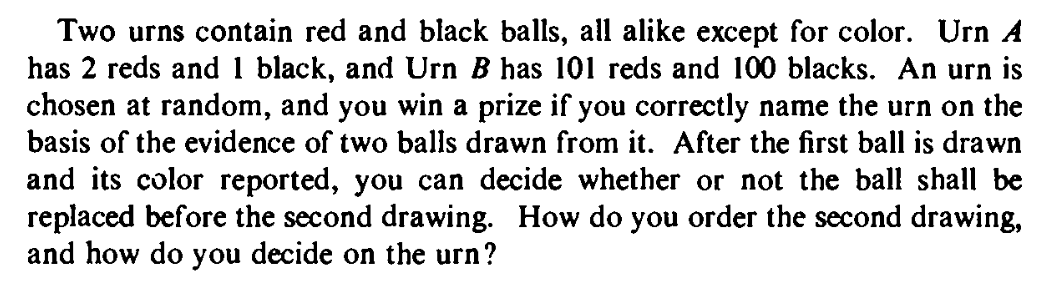 Two urns contain red and black balls, all alike except for color. Urn A
has 2 reds and 1 black, and Urn B has 101 reds and 100 blacks. An urn is
chosen at random, and you win a prize if you correctly name the urn on the
basis of the evidence of two balls drawn from it. After the first ball is drawn
and its color reported, you can decide whether or not the ball shall be
replaced before the second drawing. How do you order the second drawing,
and how do you decide on the urn?